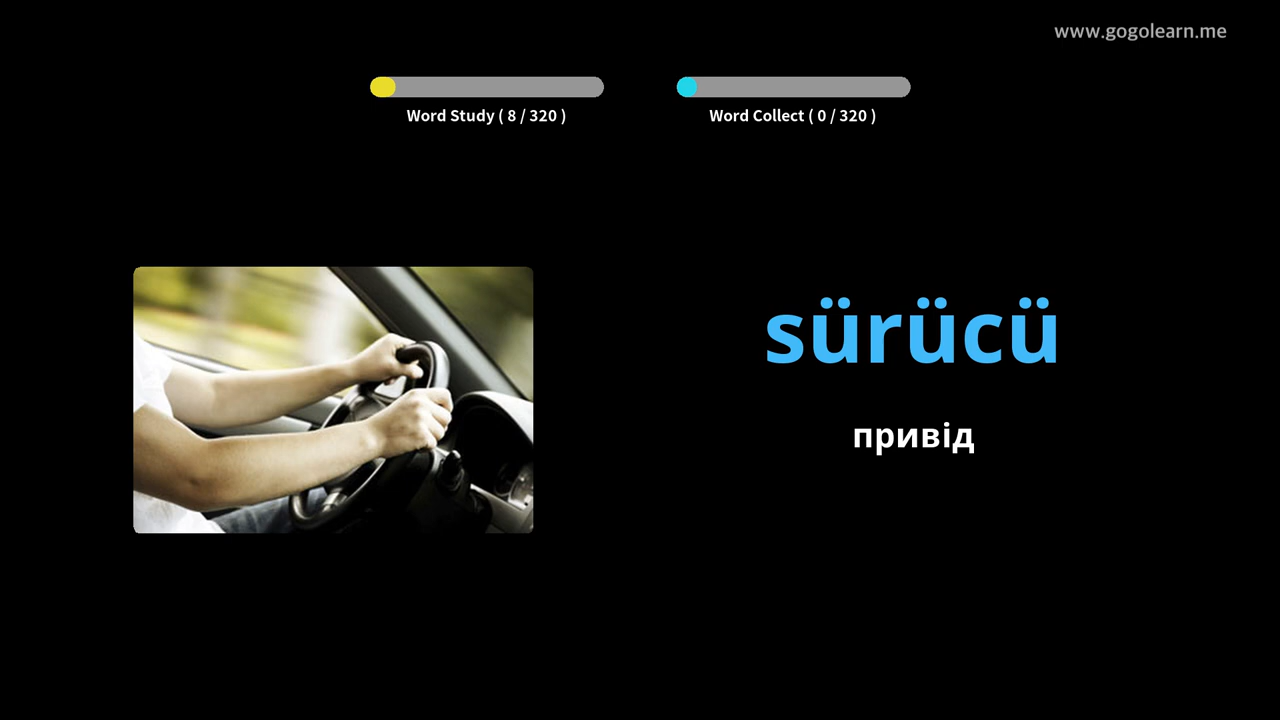 www.gogolearn.me
Word Study ( 8 / 320 )
Word Collect ( 0 / 320 )
sürücü
привід